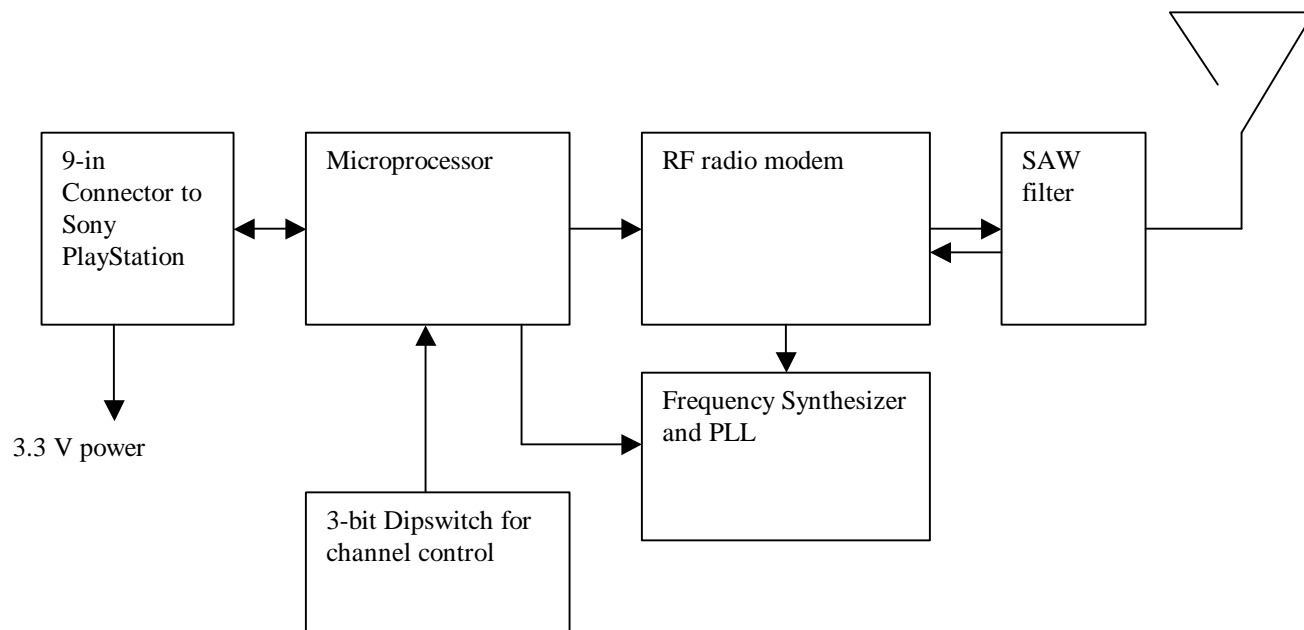 9-in
Connector to
Sony
PlayStation
Microprocessor
RF radio modem
SAW
filter
3.3 V power
Frequency Synthesizer
and PLL
3-bit Dipswitch for
channel control